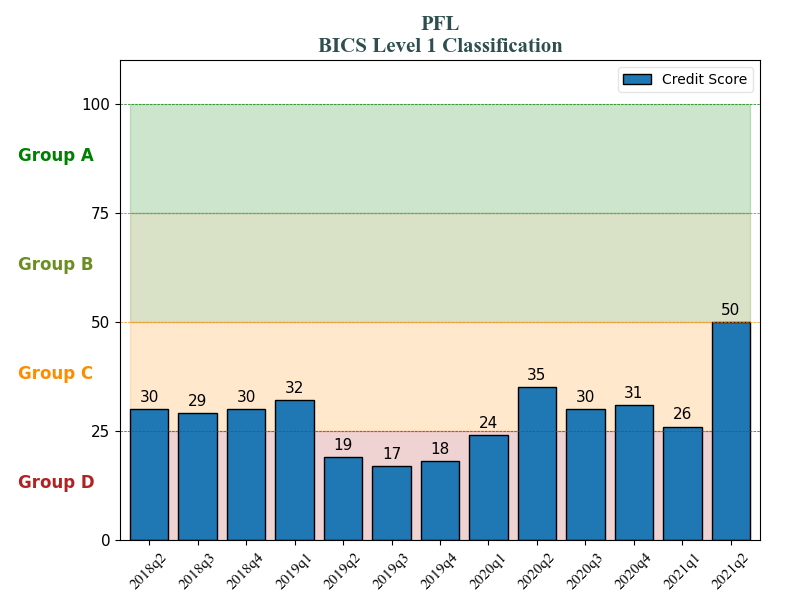 PFL
BICS Level 1 Classification
Credit Score
100
Group A
75
Group B
50
50
Group C
35
32
30
29
30
30
31
26
25
24
19
17
18
Group D
0
2018q2
2018q3
2018q4
2019q1
2019q2
2019q3
2019q4
2020q1
2020q2
2020q3
2020q4
2021q1
2021q2